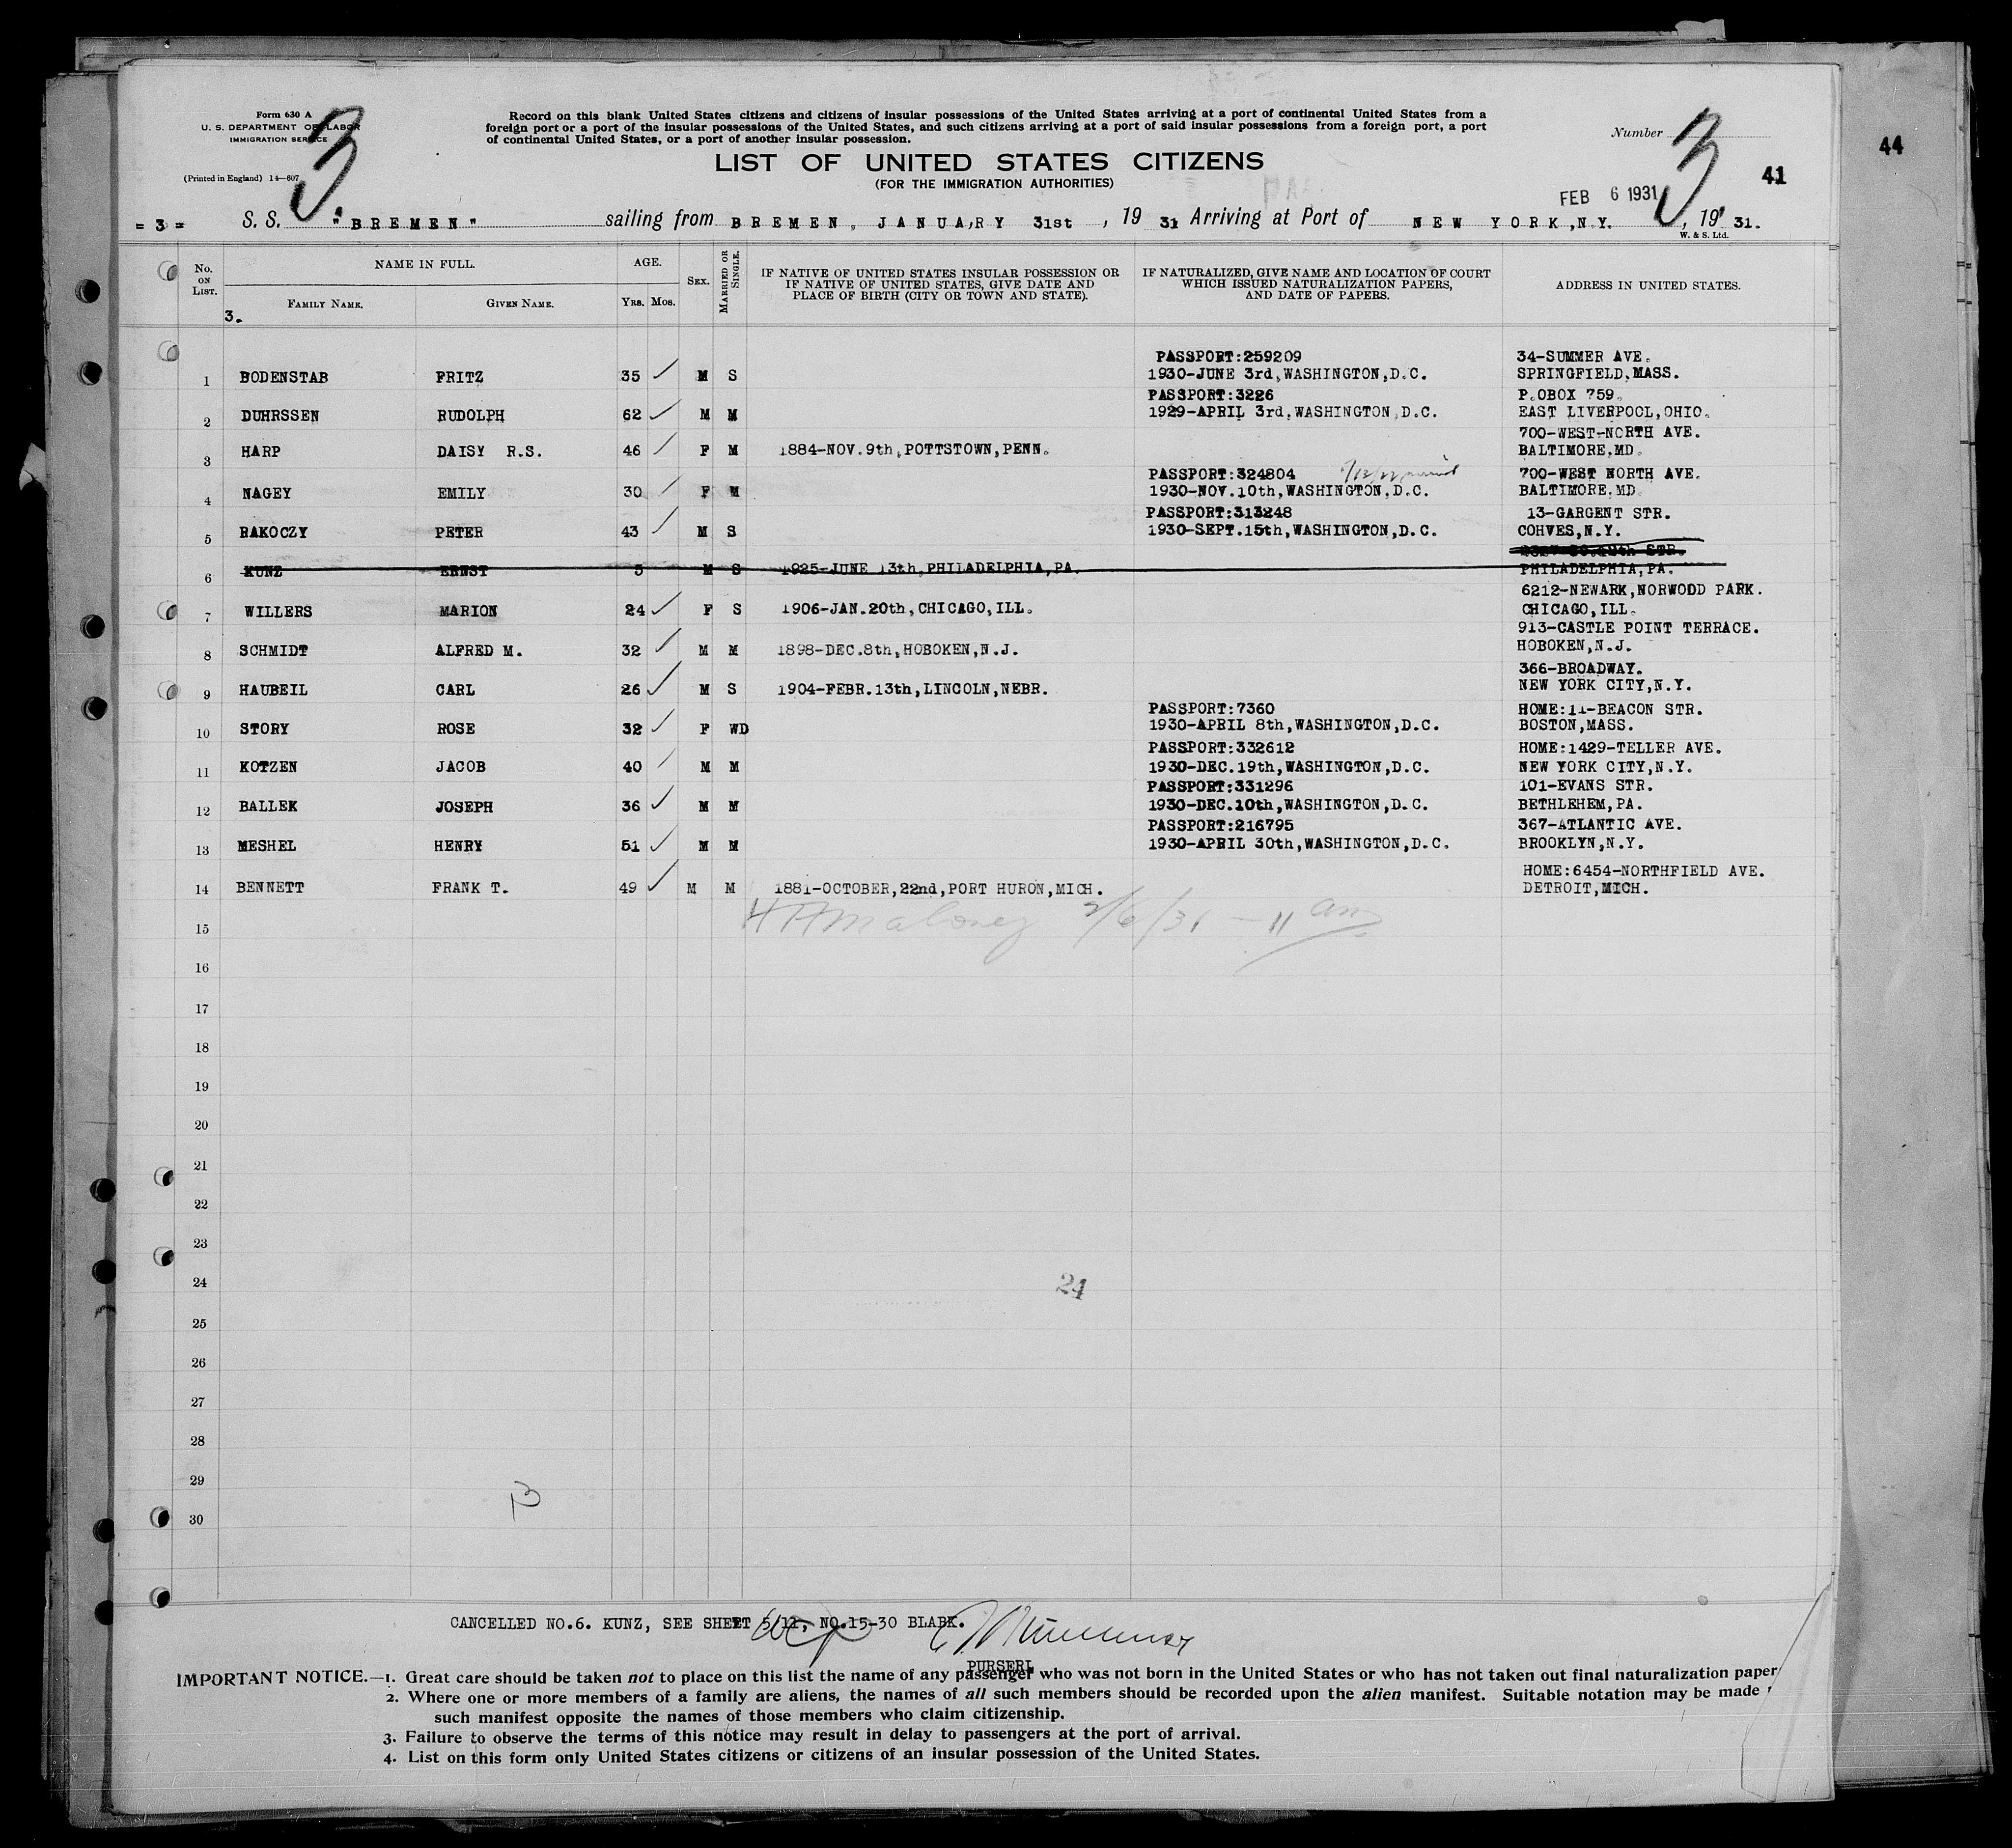 44
Form 630 A
U. S. DEPARTMENT OF LABOR
IMMIGRATION SERVICE
(Printed in England) 14—607
3
Record on this blank United States citizens and citizens of insular possessions of the United States arriving at a port of continental United States from a
foreign port or a port of the insular possessions of the United States, and such citizens arriving at a port of said insular possessions from a foreign port, a port
of continental United States, or a port of another insular possession.
LIST OF UNITED STATES CITIZENS
(FOR THE IMMIGRATION AUTHORITIES)
Number 3
41
FEB 6 1931
= 3 = S. S. "BREMEN" sailing from BREMEN, JANUARY 31st, 19 31 Arriving at Port of NEW YORK,N.Y., 19 31.
W. & S. Ltd.
No. ON LIST. NAME IN FULL. FAMILY NAME. GIVEN NAME. AGE. YRS. MOS. SEX. MARRIED OR SINGLE. IF NATIVE OF UNITED STATES INSULAR POSSESSION OR IF NATIVE OF UNITED STATES, GIVE DATE AND PLACE OF BIRTH (CITY OR TOWN AND STATE). IF NATURALIZED, GIVE NAME AND LOCATION OF COURT WHICH ISSUED NATURALIZATION PAPERS, AND DATE OF PAPERS. ADDRESS IN UNITED STATES.
3.
PASSPORT:259209 34-SUMMER AVE.
1 BODENSTAB FRITZ 35 M S 1930-JUNE 3rd,WASHINGTON,D.C. SPRINGFIELD,MASS.
PASSPORT:3226 P.OBOX 759.
2 DUHRSSEN RUDOLPH 62 M M 1929-APRIL 3rd,WASHINGTON,D.C. EAST LIVERPOOL,OHIO.
700-WEST-NORTH AVE.
3 HARP DAISY R.S. 46 F M 1884-NOV.9th,POTTSTOWN,PENN. BALTIMORE,MD.
PASSPORT:324804 700-WEST NORTH AVE.
4 NAGEY EMILY 30 F M 1930-NOV.10th,WASHINGTON,D.C. BALTIMORE,MD.
PASSPORT:313248 13-GARGENT STR.
5 RAKOCZY PETER 43 M S 1930-SEPT.15th,WASHINGTON,D.C. COHVES,N.Y.
STR.
6 KUNZ ERNST 5 M S 1925-JUNE 13th,PHILADELPHIA,PA. PHILADELPHIA,PA.
6212-NEWARK,NORWOOD PARK.
7 WILLERS MARION 24 F S 1906-JAN.20th,CHICAGO,ILL. CHICAGO,ILL.
913-CASTLE POINT TERRACE.
8 SCHMIDT ALFRED M. 32 M M 1898-DEC.8th,HOBOKEN,N.J. HOBOKEN,N.J.
366-BROADWAY.
9 HAUBEIL CARL 26 M S 1904-FEBR.13th,LINCOLN,NEBR. NEW YORK CITY,N.Y.
PASSPORT:7360 HOME:11-BEACON STR.
10 STORY ROSE 32 F WD 1930-APRIL 8th,WASHINGTON,D.C. BOSTON,MASS.
PASSPORT:332612 HOME:1429-TELLER AVE.
11 KOTZEN JACOB 40 M M 1930-DEC.19th,WASHINGTON,D.C. NEW YORK CITY,N.Y.
PASSPORT:331296 101-EVANS STR.
12 BALLEK JOSEPH 36 M M 1930-DEC.10th,WASHINGTON,D.C. BETHLEHEM,PA.
PASSPORT:216795 367-ATLANTIC AVE.
13 MESHEL HENRY 51 M M 1930-APRIL 30th,WASHINGTON,D.C. BROOKLYN,N.Y.
HOME:6454-NORTHFIELD AVE.
14 BENNETT FRANK T. 49 M M 1881-OCTOBER,22nd,PORT HURON,MICH. DETROIT,MICH.
15 Maloney 2/6/31 — 11 am
16
17
18
19
20
21
22
23
24 24
25
26
27
28
29
13
30
CANCELLED NO.6. KUNZ, SEE SHEET 5/11, NO.15-30 BLABK.
PURSERL
IMPORTANT NOTICE.—1. Great care should be taken not to place on this list the name of any passenger who was not born in the United States or who has not taken out final naturalization paper
2. Where one or more members of a family are aliens, the names of all such members should be recorded upon the alien manifest. Suitable notation may be made
such manifest opposite the names of those members who claim citizenship.
3. Failure to observe the terms of this notice may result in delay to passengers at the port of arrival.
4. List on this form only United States citizens or citizens of an insular possession of the United States.